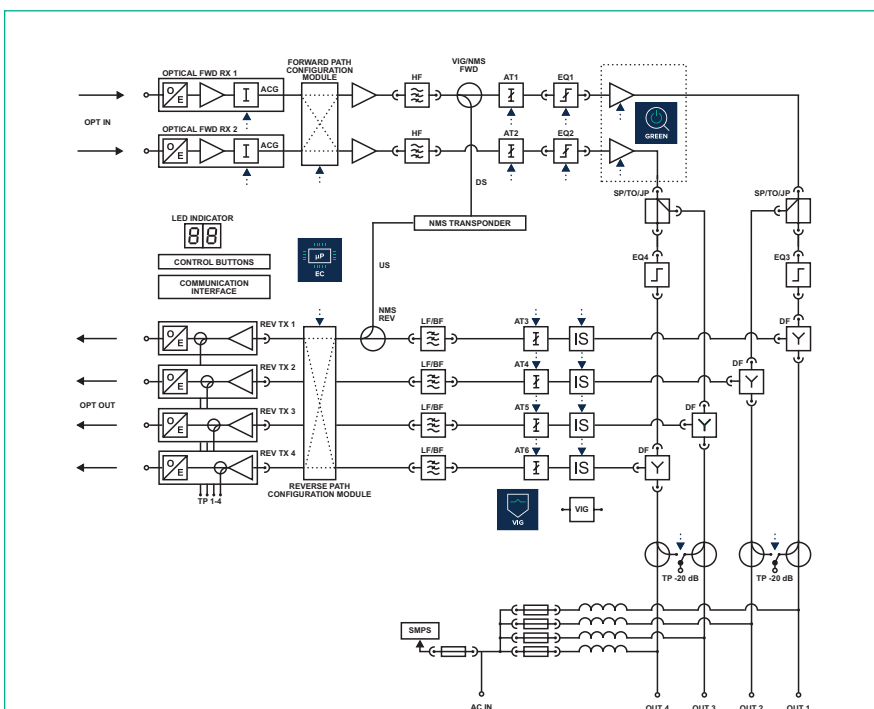 OPTICAL FWD RX 1
FORWARD PATH
CONFIGURATION
MODULE
VIG/NMS
FWD
O
E
I
ACG
HF
AT1
EQ1
OPT IN
OPTICAL FWD RX 2
O
E
I
ACG
HF
AT2
EQ2
GREEN
DS
SP/TO/JP
SP/TO/JP
LED INDICATOR
88
NMS TRANSPONDER
CONTROL BUTTONS
COMMUNICATION
INTERFACE
µP
EC
US
EQ4
EQ3
NMS
REV
O
E
REV TX 1
LF/BF
AT3
IS
DF
O
E
REV TX 2
LF/BF
AT4
IS
DF
OPT OUT
O
E
REV TX 3
LF/BF
AT5
IS
DF
O
E
REV TX 4
LF/BF
AT6
IS
DF
TP 1-4
REVERSE PATH
CONFIGURATION MODULE
VIG
VIG
TP -20 dB
TP -20 dB
SMPS
AC IN
OUT 4
OUT 3
OUT 2
OUT 1